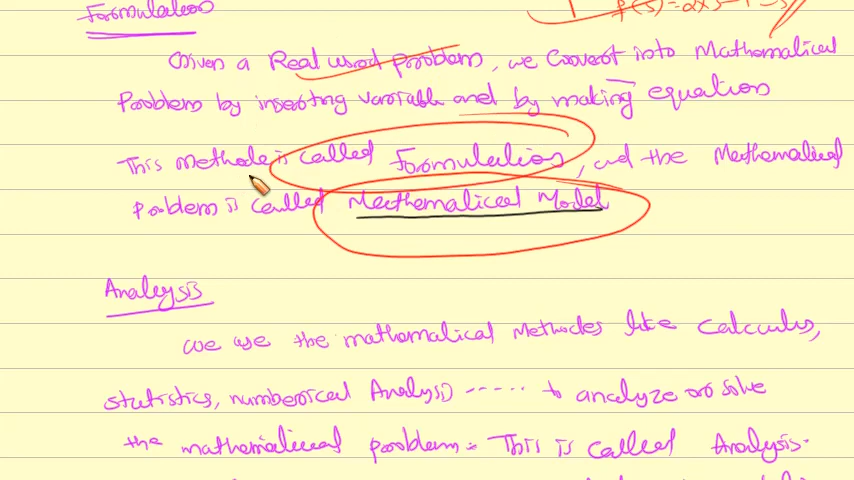 Formulation
Given a Real word problem, we Convert into Mathematical
Problem by inserting variable and by making equation
This Methode is called Formulation, and the Mathematical
problem is called Mathematical Model
Analysis
we use the mathematical Methodes like Calculus,
statistics, numberical Analysis ...... to analyze or solve
the mathematical problem. This is called Analysis.